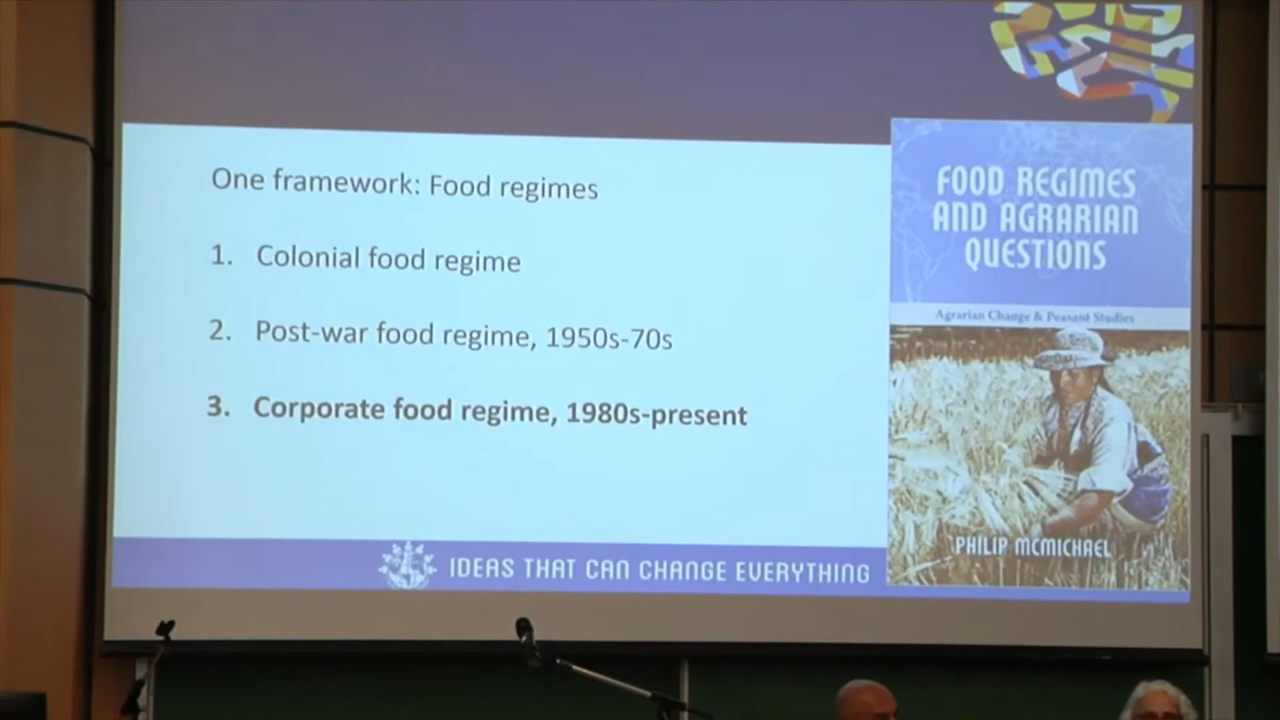 One framework: Food regimes
1. Colonial food regime
2. Post-war food regime, 1950s-70s
3. Corporate food regime, 1980s-present
IDEAS THAT CAN CHANGE EVERYTHING
FOOD REGIMES
AND AGRARIAN
QUESTIONS
Agrarian Change & Peasant Studies
PHILIP MCMICHAEL